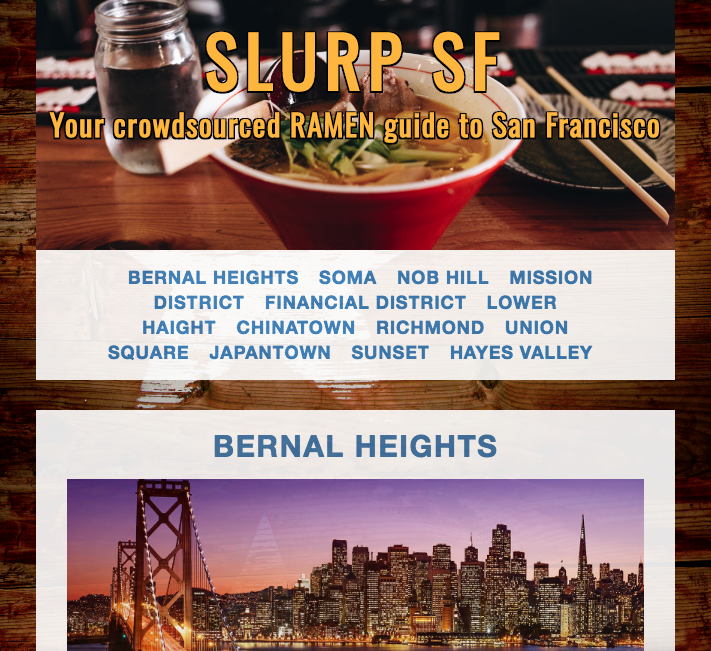 SLURP SF
Your crowdsourced RAMEN guide to San Francisco
BERNAL HEIGHTS SOMA NOB HILL MISSION
DISTRICT FINANCIAL DISTRICT LOWER
HAIGHT CHINATOWN RICHMOND UNION
SQUARE JAPANTOWN SUNSET HAYES VALLEY
BERNAL HEIGHTS